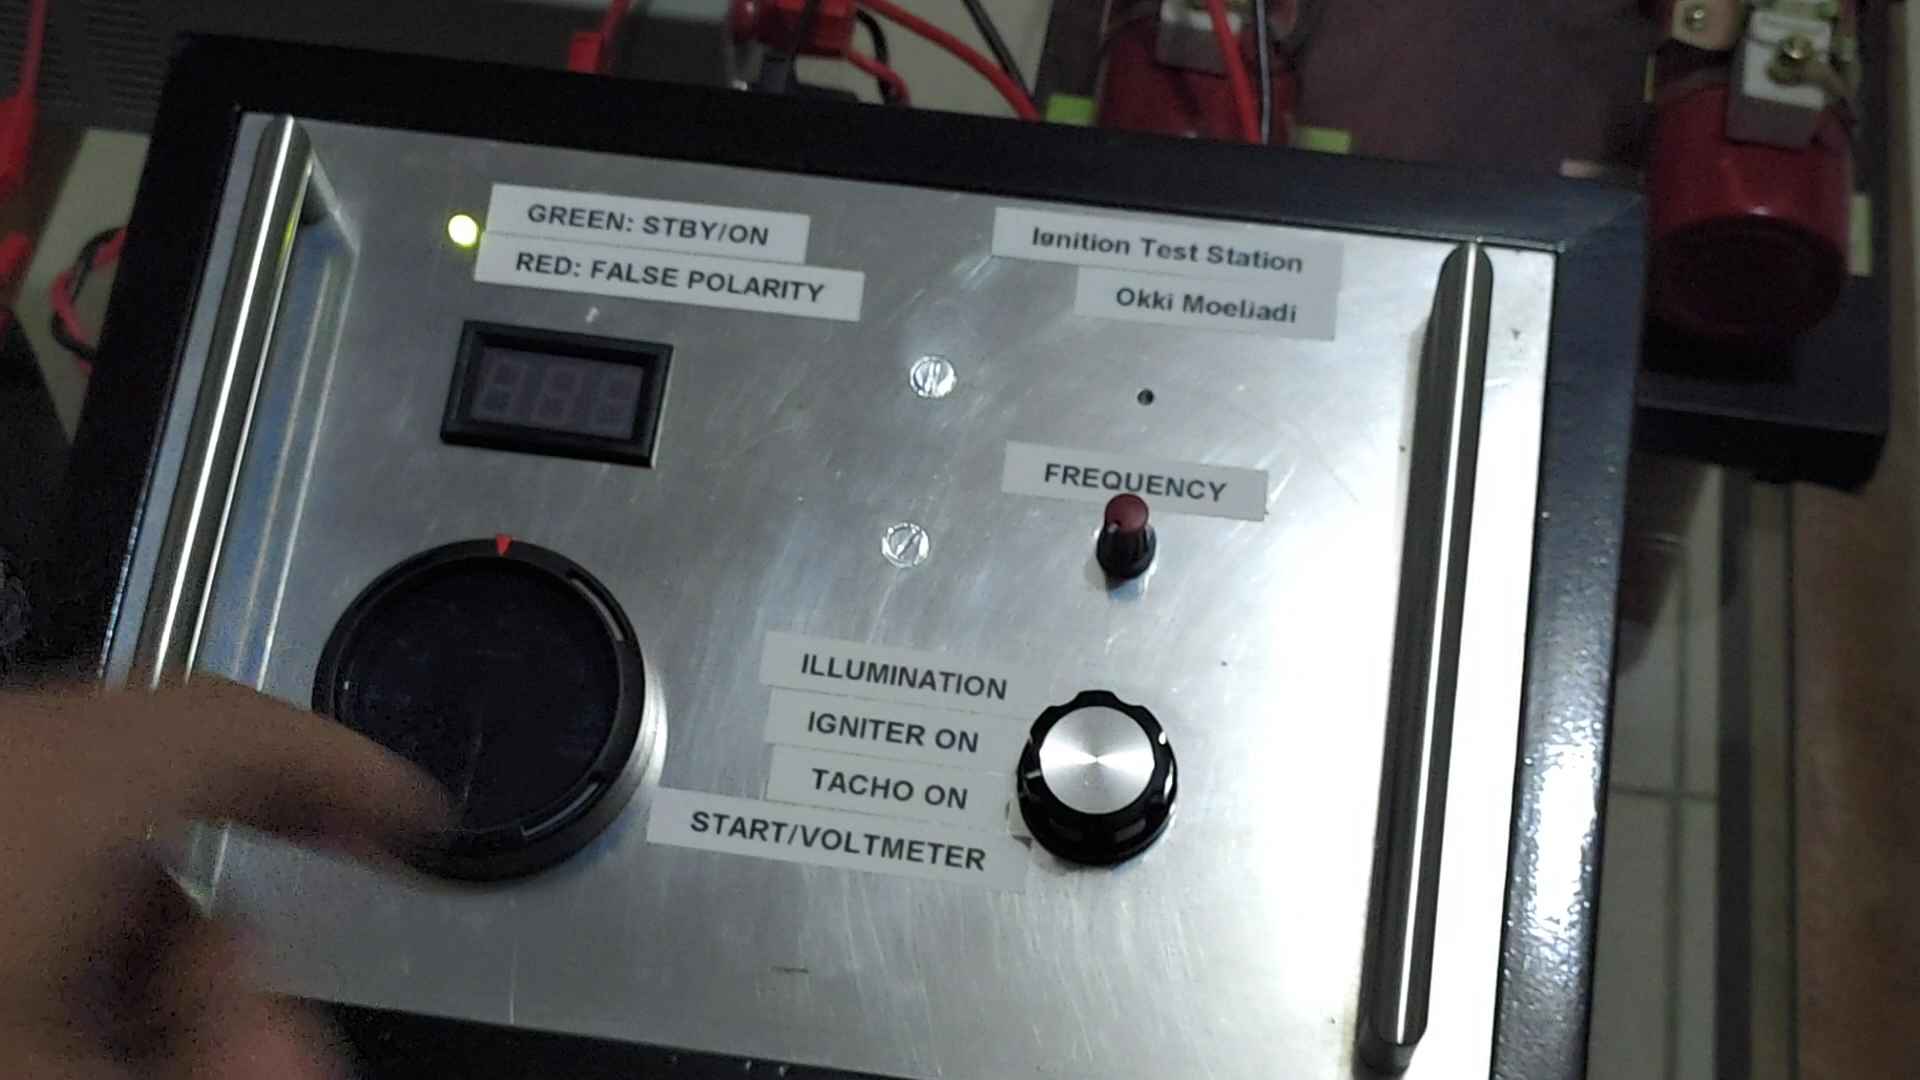 GREEN: STBY/ON
RED: FALSE POLARITY
Ignition Test Station
Okki Moeljadi
FREQUENCY
ILLUMINATION
IGNITER ON
TACHO ON
START/VOLTMETER